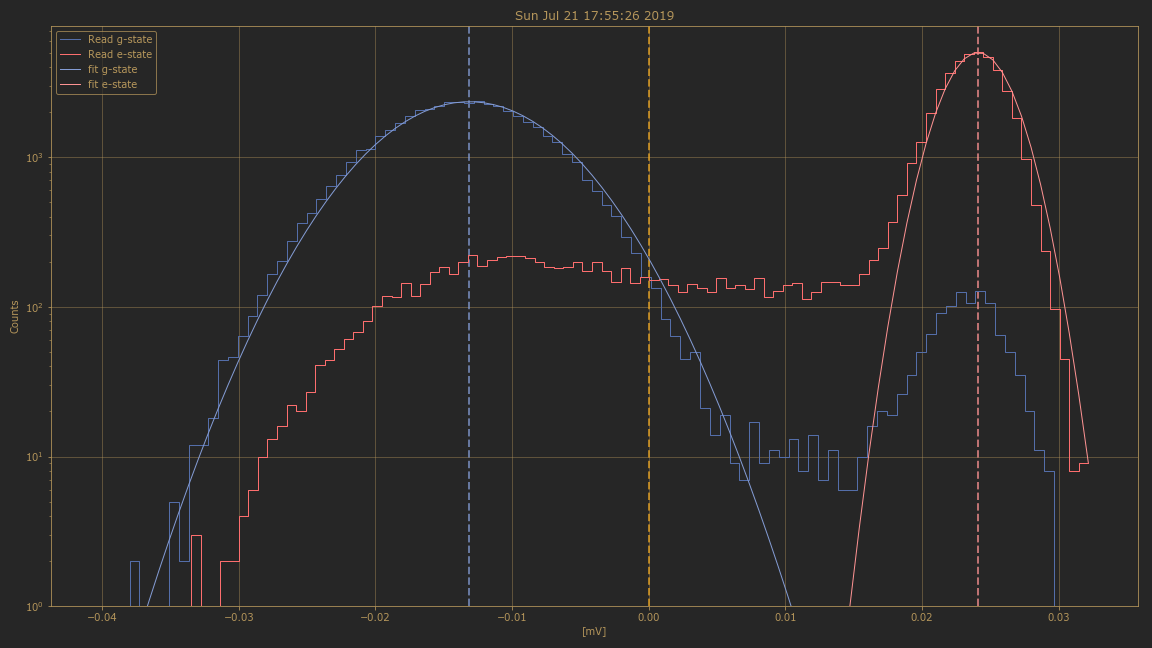 Sun Jul 21 17:55:26 2019
Read g-state
Read e-state
fit g-state
fit e-state
10³
10²
10¹
10⁰
Counts
−0.04 −0.03 −0.02 −0.01 0.00 0.01 0.02 0.03
[mV]